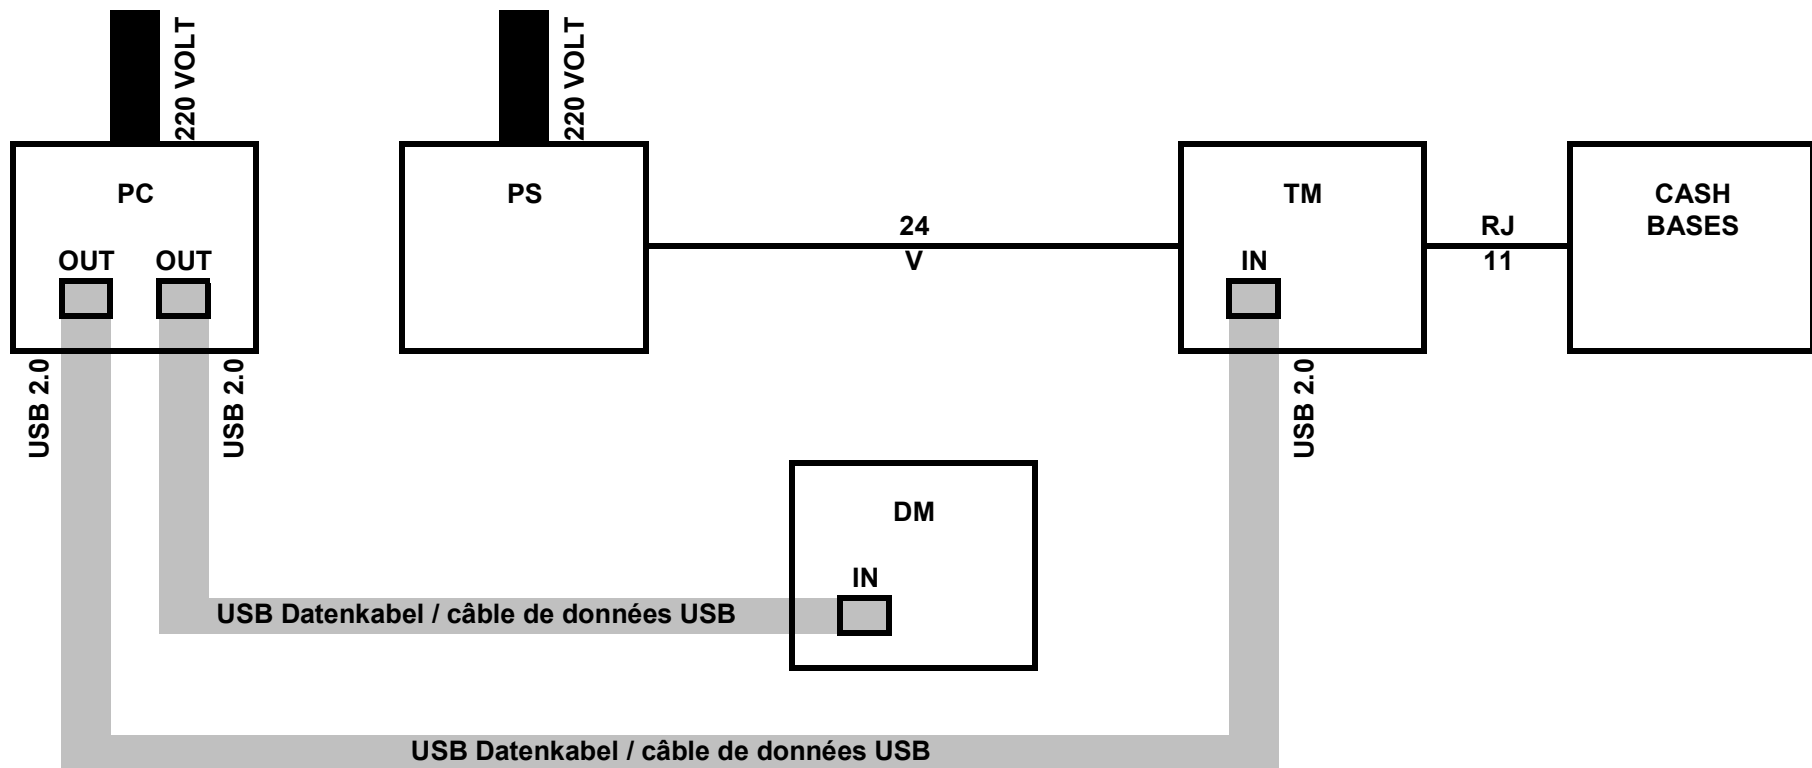 220 VOLT
220 VOLT
PC
PS
TM
CASH
BASES
24
V
RJ
11
OUT
OUT
IN
USB 2.0
USB 2.0
USB 2.0
DM
IN
USB Datenkabel / câble de données USB
USB Datenkabel / câble de données USB